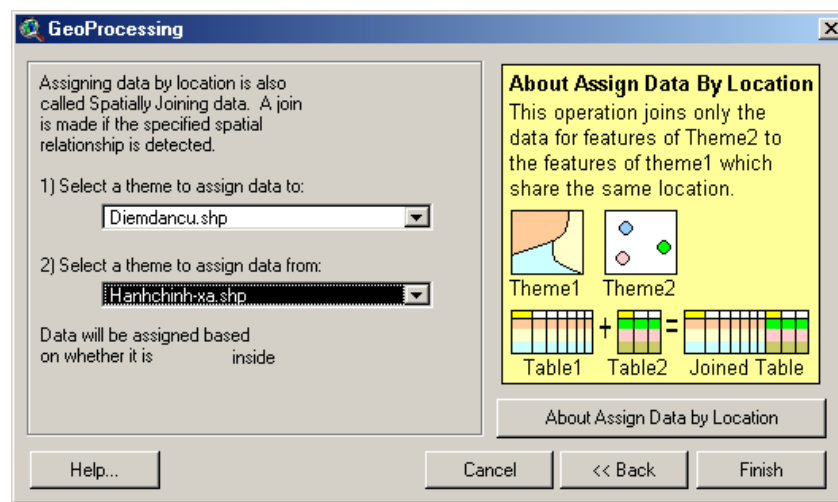 GeoProcessing
Assigning data by location is also
called Spatially Joining data. A join
is made if the specified spatial
relationship is detected.
1) Select a theme to assign data to:
Diemdancu.shp
2) Select a theme to assign data from:
Hanhchinh-xa.shp
Data will be assigned based
on whether it is inside
About Assign Data By Location
This operation joins only the
data for features of Theme2 to
the features of theme1 which
share the same location.
Theme1 Theme2
+ =
Table1 Table2 Joined Table
About Assign Data by Location
Help... Cancel << Back Finish